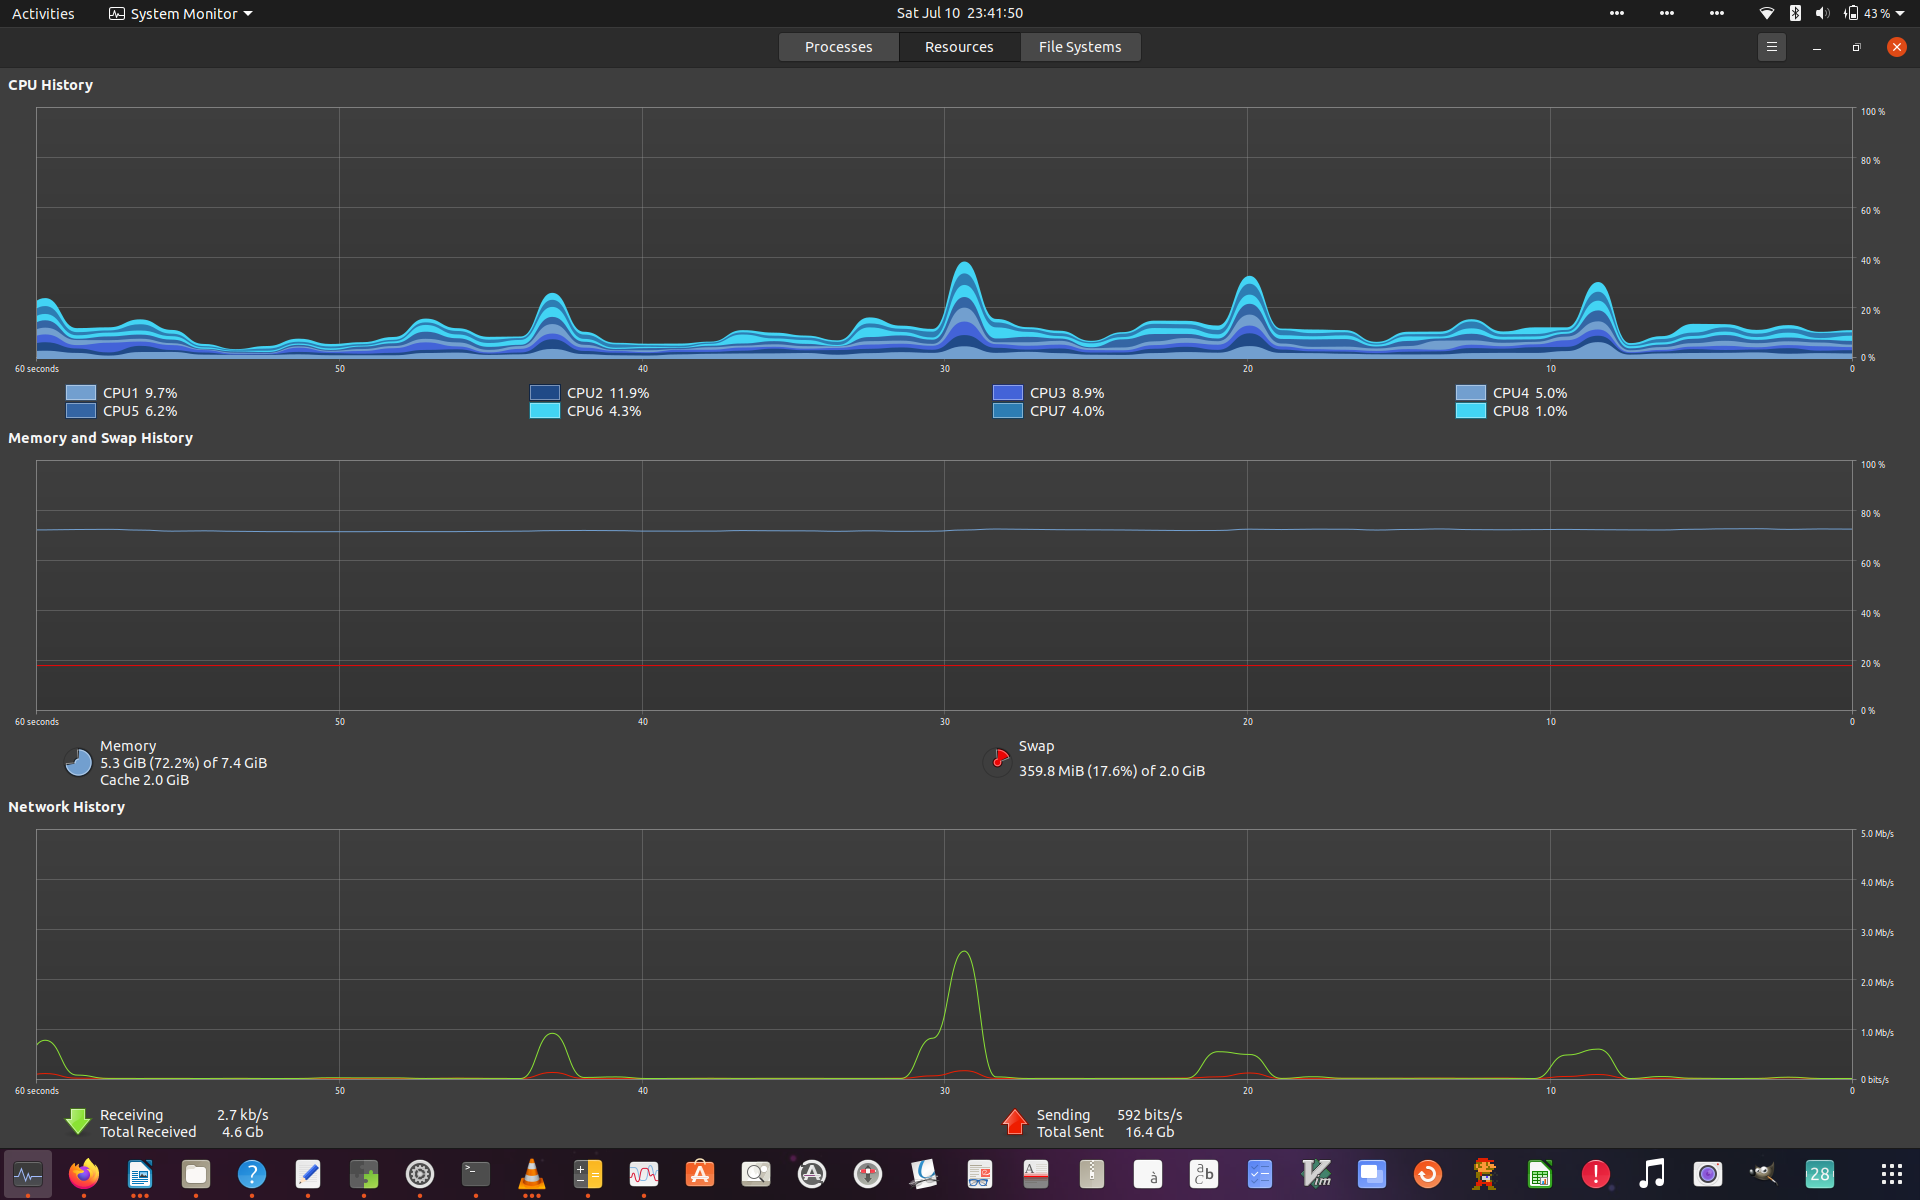 Activities
System Monitor
Sat Jul 10 23:41:50
43 %
Processes
Resources
File Systems
CPU History
100 %
80 %
60 %
40 %
20 %
0 %
60 seconds
50
40
30
20
10
0
CPU1 9.7%
CPU2 11.9%
CPU3 8.9%
CPU4 5.0%
CPU5 6.2%
CPU6 4.3%
CPU7 4.0%
CPU8 1.0%
Memory and Swap History
100 %
80 %
60 %
40 %
20 %
0 %
60 seconds
50
40
30
20
10
0
Memory
5.3 GiB (72.2%) of 7.4 GiB
Cache 2.0 GiB
Swap
359.8 MiB (17.6%) of 2.0 GiB
Network History
5.0 Mb/s
4.0 Mb/s
3.0 Mb/s
2.0 Mb/s
1.0 Mb/s
0 bits/s
60 seconds
50
40
30
20
10
0
Receiving 2.7 kb/s
Total Received 4.6 Gb
Sending 592 bits/s
Total Sent 16.4 Gb
28